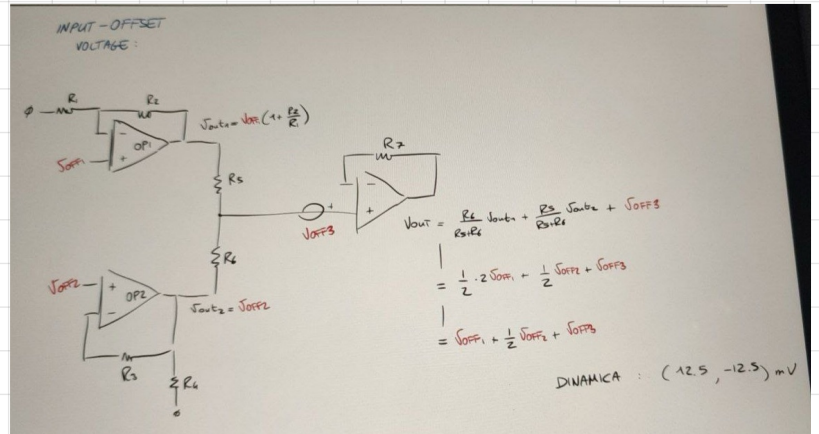 INPUT-OFFSET
VOLTAGE:
R1
R2
Vout1 = VOFF1 (1+ R2/R1)
OP1
VOFF1
R5
R7
VOFF3
VOUT = R6/R5+R6 Vout1 + R5/R5+R6 Vout2 + VOFF3
R6
VOFF2
OP2
Vout2 = VOFF2
= 1/2 · 2 VOFF1 + 1/2 VOFF2 + VOFF3
= VOFF1 + 1/2 VOFF2 + VOFF3
R3
R4
DINAMICA : (12.5, -12.5) mV